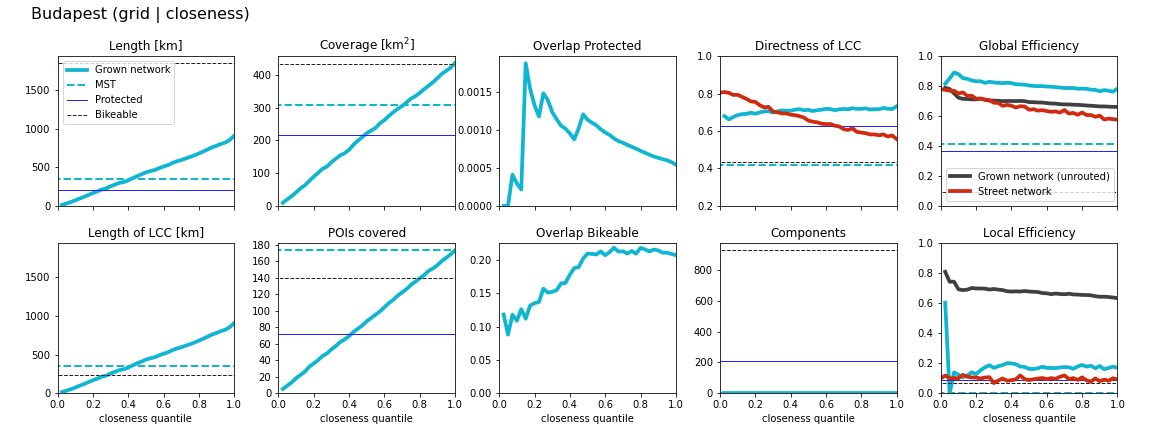 Budapest (grid | closeness)
Length [km]
Coverage [km²]
Overlap Protected
Directness of LCC
Global Efficiency
Grown network
MST
Protected
Bikeable
0
500
1000
1500
0
100
200
300
400
0.0000
0.0005
0.0010
0.0015
0.2
0.4
0.6
0.8
1.0
0.0
0.2
0.4
0.6
0.8
1.0
Grown network (unrouted)
Street network
Length of LCC [km]
POIs covered
Overlap Bikeable
Components
Local Efficiency
0
500
1000
1500
0
20
40
60
80
100
120
140
160
180
0.00
0.05
0.10
0.15
0.20
0
200
400
600
800
0.0
0.2
0.4
0.6
0.8
1.0
0.0 0.2 0.4 0.6 0.8 1.0
0.0 0.2 0.4 0.6 0.8 1.0
0.0 0.2 0.4 0.6 0.8 1.0
0.0 0.2 0.4 0.6 0.8 1.0
0.0 0.2 0.4 0.6 0.8 1.0
closeness quantile
closeness quantile
closeness quantile
closeness quantile
closeness quantile